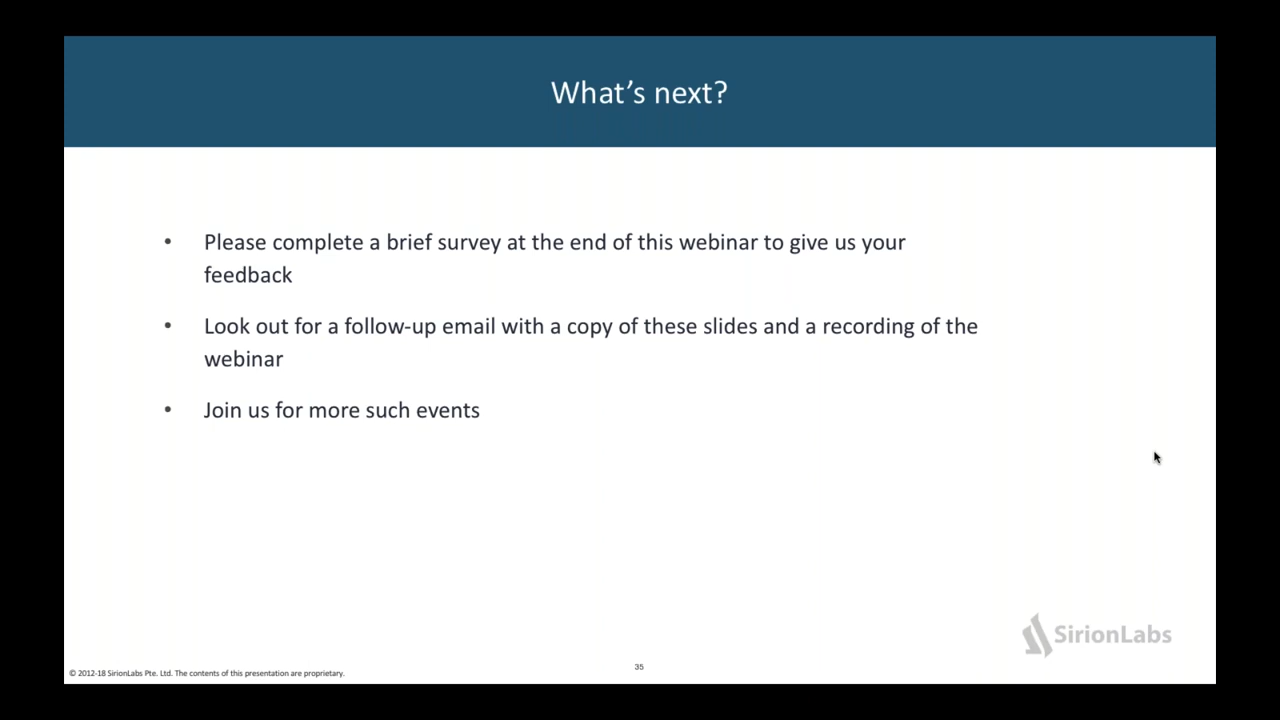 What’s next?
• Please complete a brief survey at the end of this webinar to give us your
feedback
• Look out for a follow-up email with a copy of these slides and a recording of the
webinar
• Join us for more such events
SirionLabs
© 2012-18 SirionLabs Pte. Ltd. The contents of this presentation are proprietary.
35